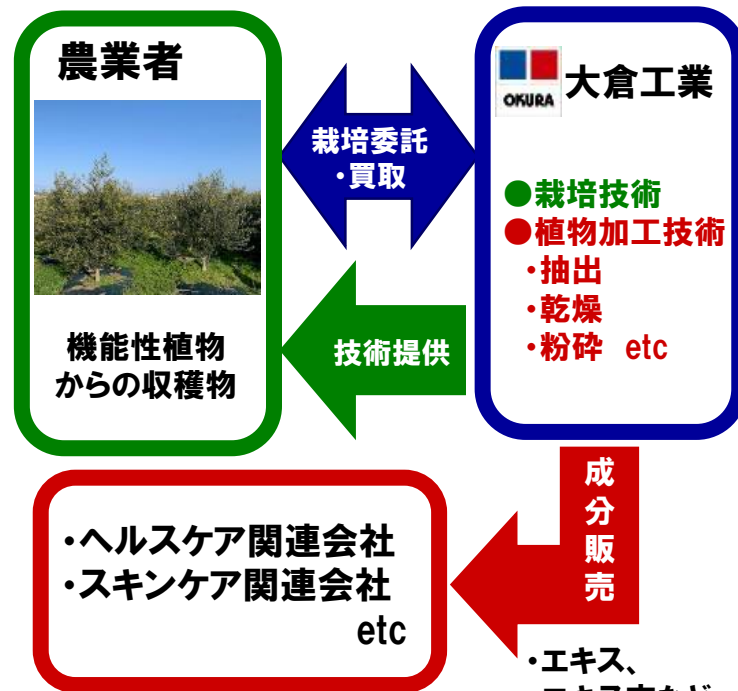 農業者
機能性植物
からの収穫物
栽培委託
・買取
技術提供
OKURA
大倉工業
●栽培技術
●植物加工技術
・抽出
・乾燥
・粉砕 etc
成分販売
・ヘルスケア関連会社
・スキンケア関連会社
etc
・エキス、